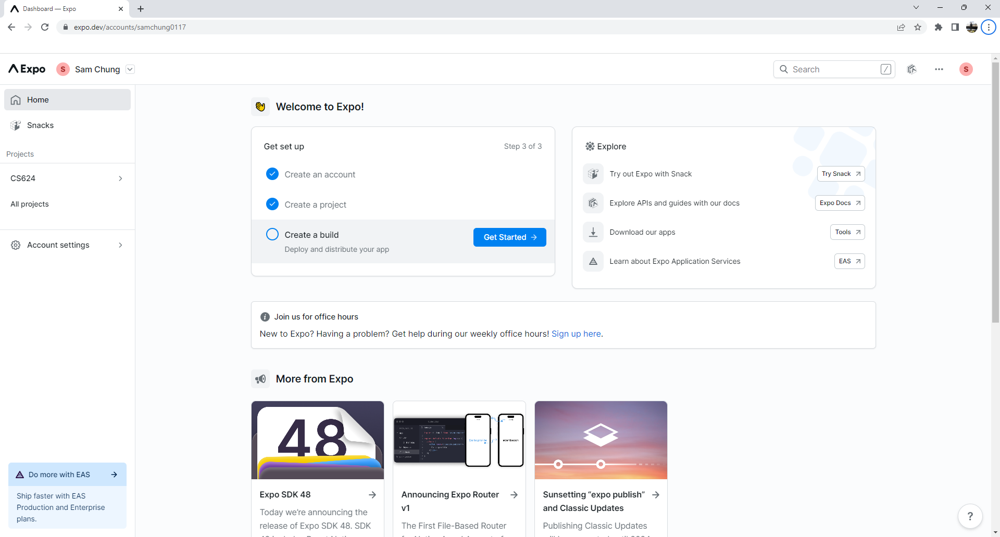 Dashboard — Expo
expo.dev/accounts/samchung0117
Expo
S
Sam Chung
Search
/
S
Home
Snacks
Projects
CS624
All projects
Account settings
Do more with EAS
Ship faster with EAS
Production and Enterprise
plans.
Welcome to Expo!
Get set up
Step 3 of 3
Create an account
Create a project
Create a build
Deploy and distribute your app
Get Started
Explore
Try out Expo with Snack
Try Snack
Explore APIs and guides with our docs
Expo Docs
Download our apps
Tools
Learn about Expo Application Services
EAS
Join us for office hours
New to Expo? Having a problem? Get help during our weekly office hours! Sign up here.
More from Expo
48
Expo SDK 48
Today we’re announcing the
release of Expo SDK 48. SDK
Go to profile
evanbacon
Announcing Expo Router
v1
The First File-Based Router
Sunsetting “expo publish”
and Classic Updates
Publishing Classic Updates
?